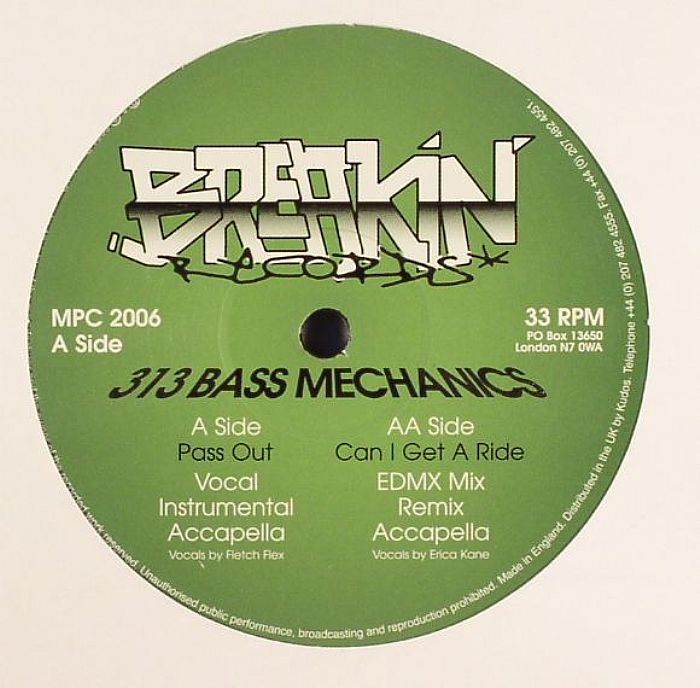 BREAKIN'
RECORDS*
MPC 2006
A Side
33 RPM
PO Box 13650
London N7 0WA
313 BASS MECHANICS
A Side
Pass Out
Vocal
Instrumental
Accapella
Vocals by Fletch Flex
AA Side
Can I Get A Ride
EDMX Mix
Remix
Accapella
Vocals by Erica Kane
work reserved. Unauthorised public performance, broadcasting and reproduction prohibited. Made in England. Distributed in the UK by Kudos. Telephone +44 (0) 207 482 4555. Fax +44 (0) 207 482 4551.